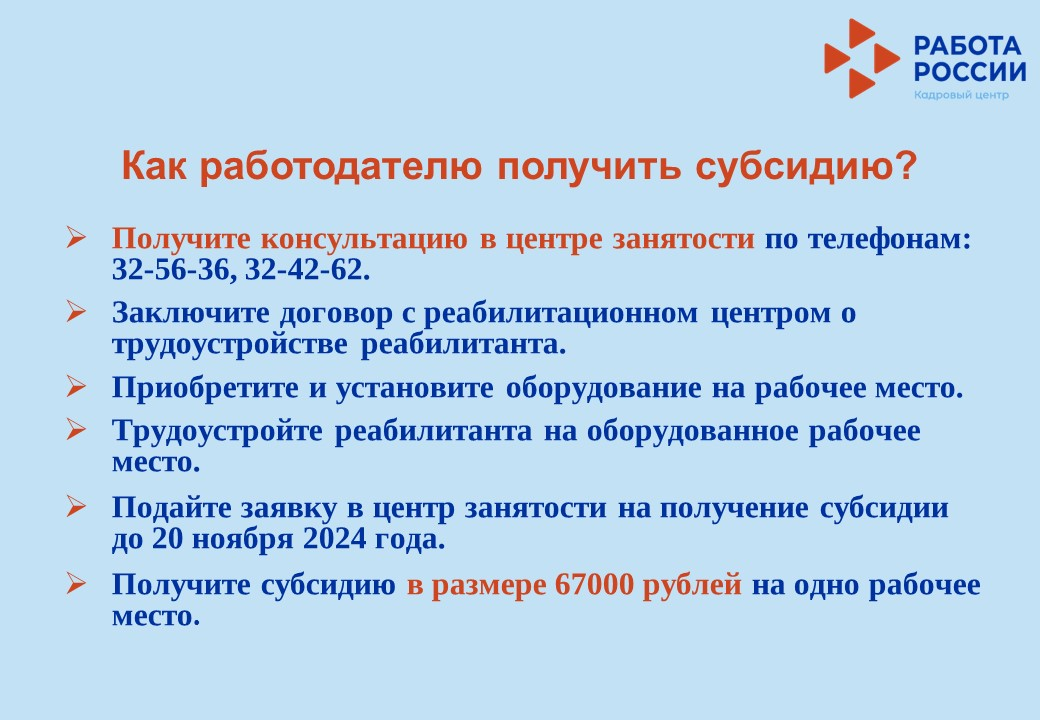 РАБОТА
РОССИИ
Кадровый центр
Как работодателю получить субсидию?
Получите консультацию в центре занятости по телефонам:
32-56-36, 32-42-62.
Заключите договор с реабилитационном центром о
трудоустройстве реабилитанта.
Приобретите и установите оборудование на рабочее место.
Трудоустройте реабилитанта на оборудованное рабочее
место.
Подайте заявку в центр занятости на получение субсидии
до 20 ноября 2024 года.
Получите субсидию в размере 67000 рублей на одно рабочее
место.